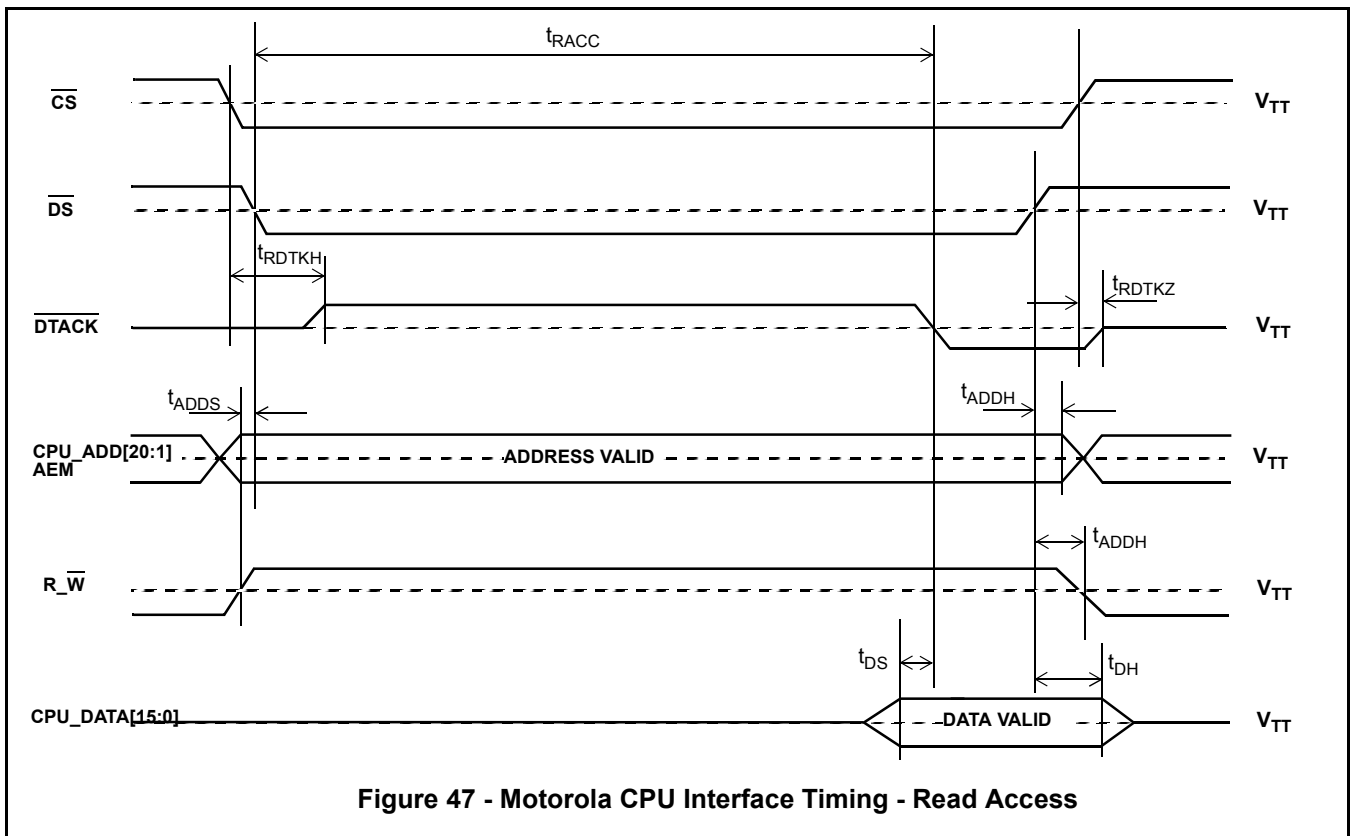 tRACC
CS
VTT
DS
VTT
tRDTKH
tRDTKZ
DTACK
VTT
tADDS
tADDH
CPU_ADD[20:1]
AEM
ADDRESS VALID
VTT
tADDH
R_W
VTT
tDS
tDH
CPU_DATA[15:0]
DATA VALID
VTT
Figure 47 - Motorola CPU Interface Timing - Read Access